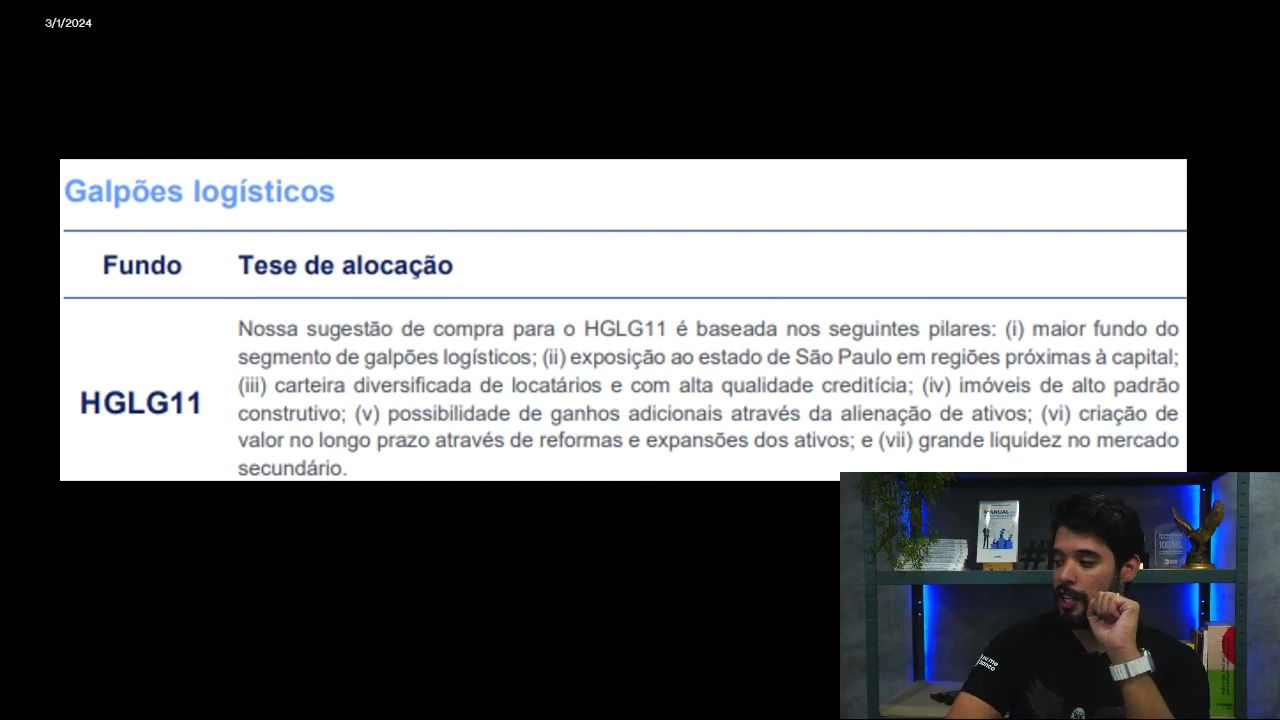 3/1/2024
Galpões logísticos
Fundo Tese de alocação
Nossa sugestão de compra para o HGLG11 é baseada nos seguintes pilares: (i) maior fundo do
segmento de galpões logísticos; (ii) exposição ao estado de São Paulo em regiões próximas à capital;
(iii) carteira diversificada de locatários e com alta qualidade creditícia; (iv) imóveis de alto padrão
HGLG11
construtivo; (v) possibilidade de ganhos adicionais através da alienação de ativos; (vi) criação de
valor no longo prazo através de reformas e expansões dos ativos; e (vii) grande liquidez no mercado
secundário.
MANUAL
100 MIL